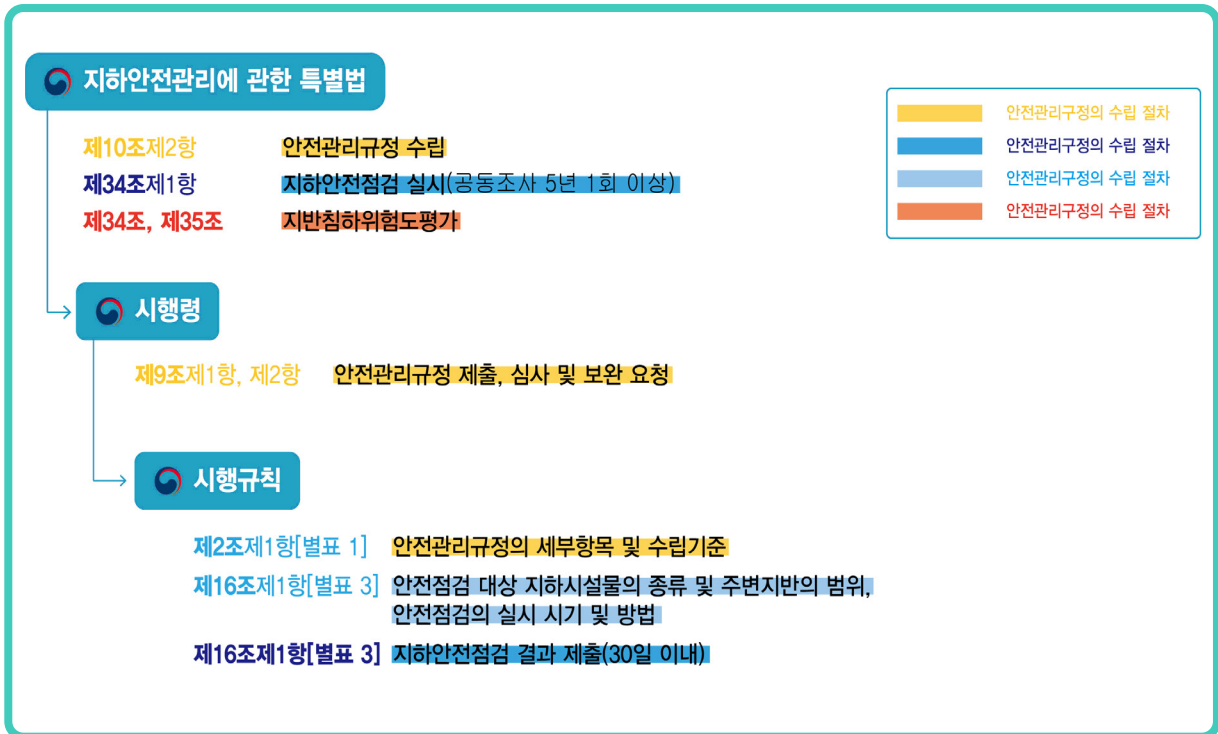 지하안전관리에 관한 특별법
제10조제2항 안전관리규정 수립
제34조제1항 지하안전점검 실시(공동조사 5년 1회 이상)
제34조, 제35조 지반침하위험도평가
안전관리규정의 수립 절차
안전관리규정의 수립 절차
안전관리규정의 수립 절차
안전관리규정의 수립 절차
시행령
제9조제1항, 제2항 안전관리규정 제출, 심사 및 보완 요청
시행규칙
제2조제1항[별표 1] 안전관리규정의 세부항목 및 수립기준
제16조제1항[별표 3] 안전점검 대상 지하시설물의 종류 및 주변지반의 범위,
안전점검의 실시 시기 및 방법
제16조제1항[별표 3] 지하안전점검 결과 제출(30일 이내)